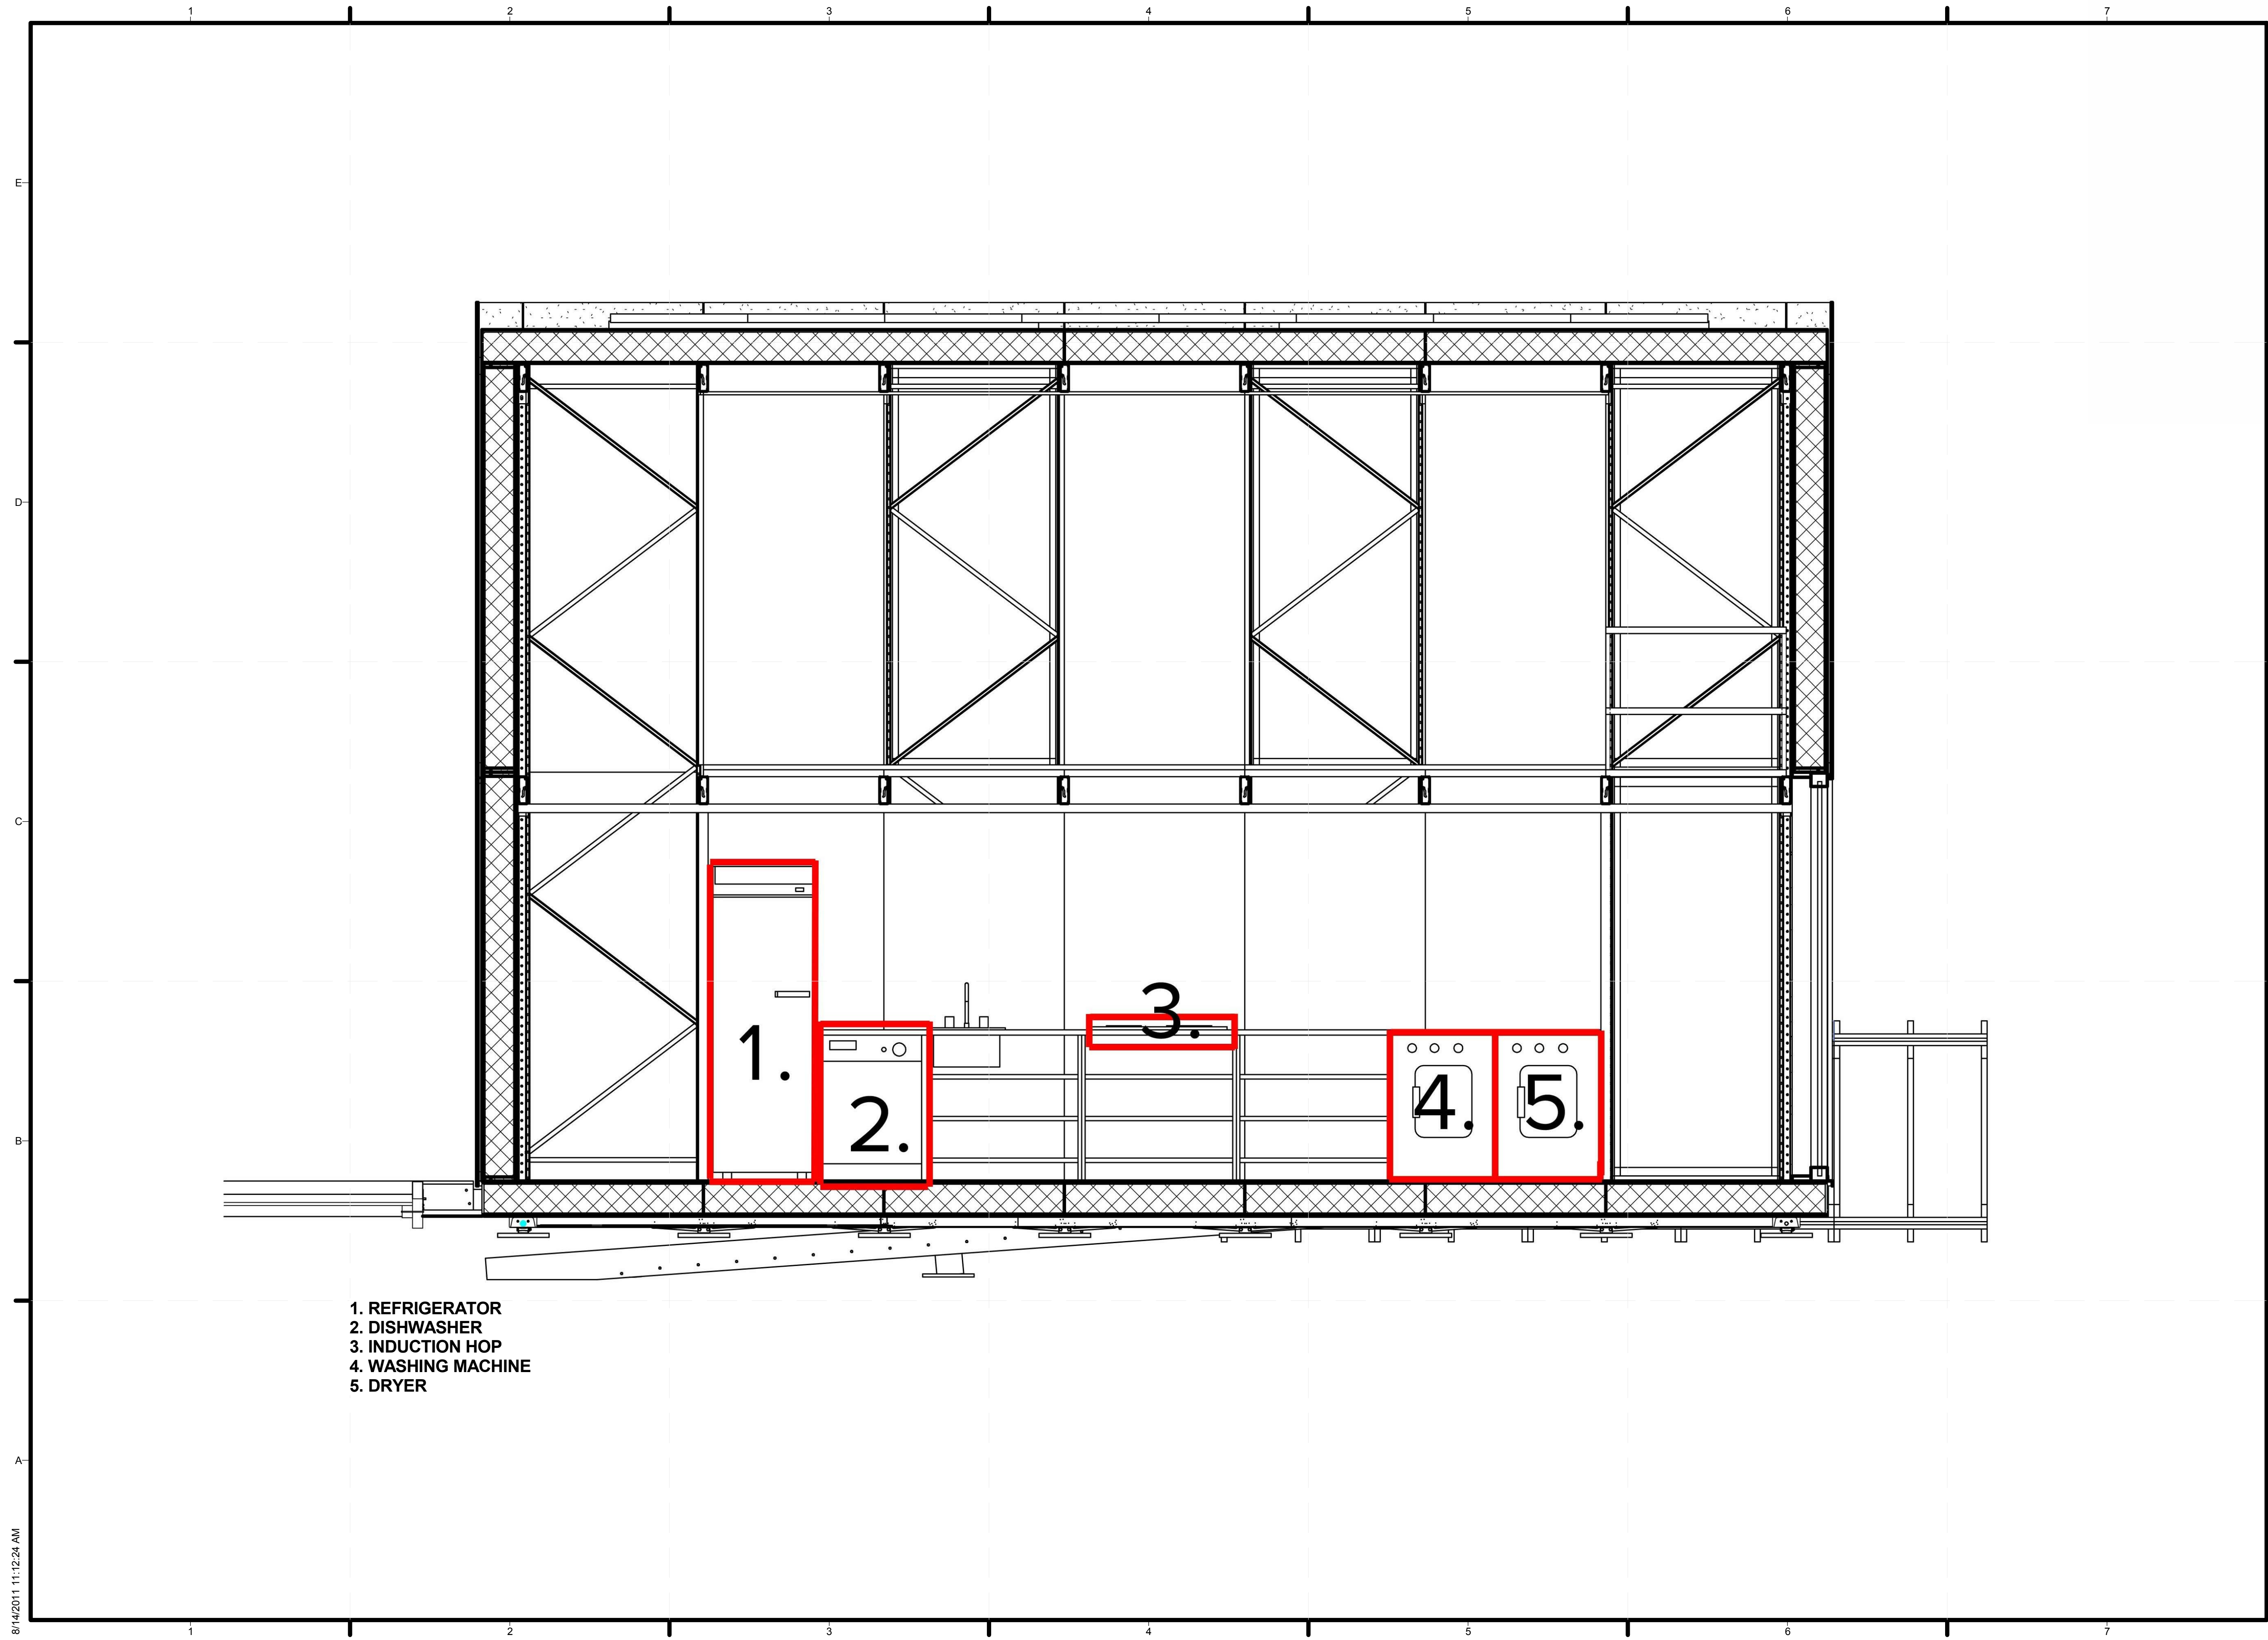 1 2 3 4 5 6 7
E
D
C
B
A
1.
2.
3.
4.
5.
1. REFRIGERATOR
2. DISHWASHER
3. INDUCTION HOP
4. WASHING MACHINE
5. DRYER
8/14/2011 11:12:24 AM
1 2 3 4 5 6 7